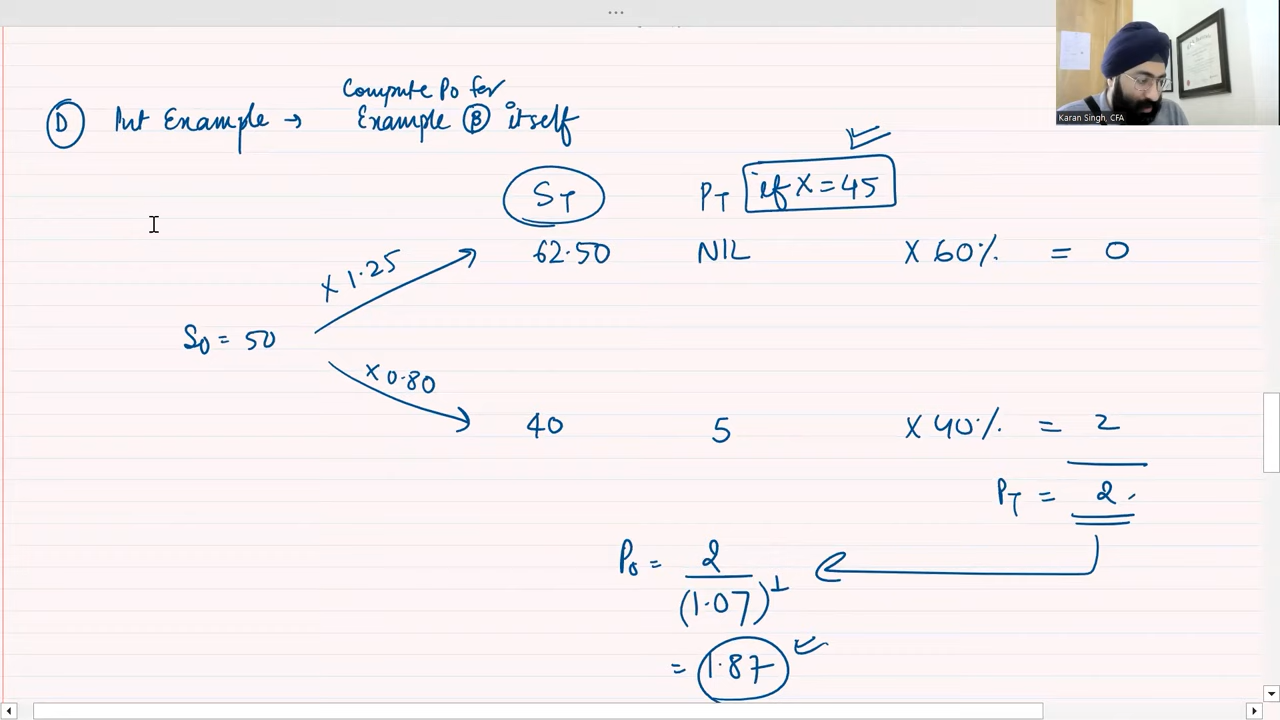 Compute P0 for
D Put Example → Example B itself
ST PT if X = 45
62.50 NIL X 60% = 0
X 1.25
S0 = 50
X 0.80
40 5 X 40% = 2
PT = 2
P0 = 2
(1.07)^1
= 1.87
Karan Singh, CFA